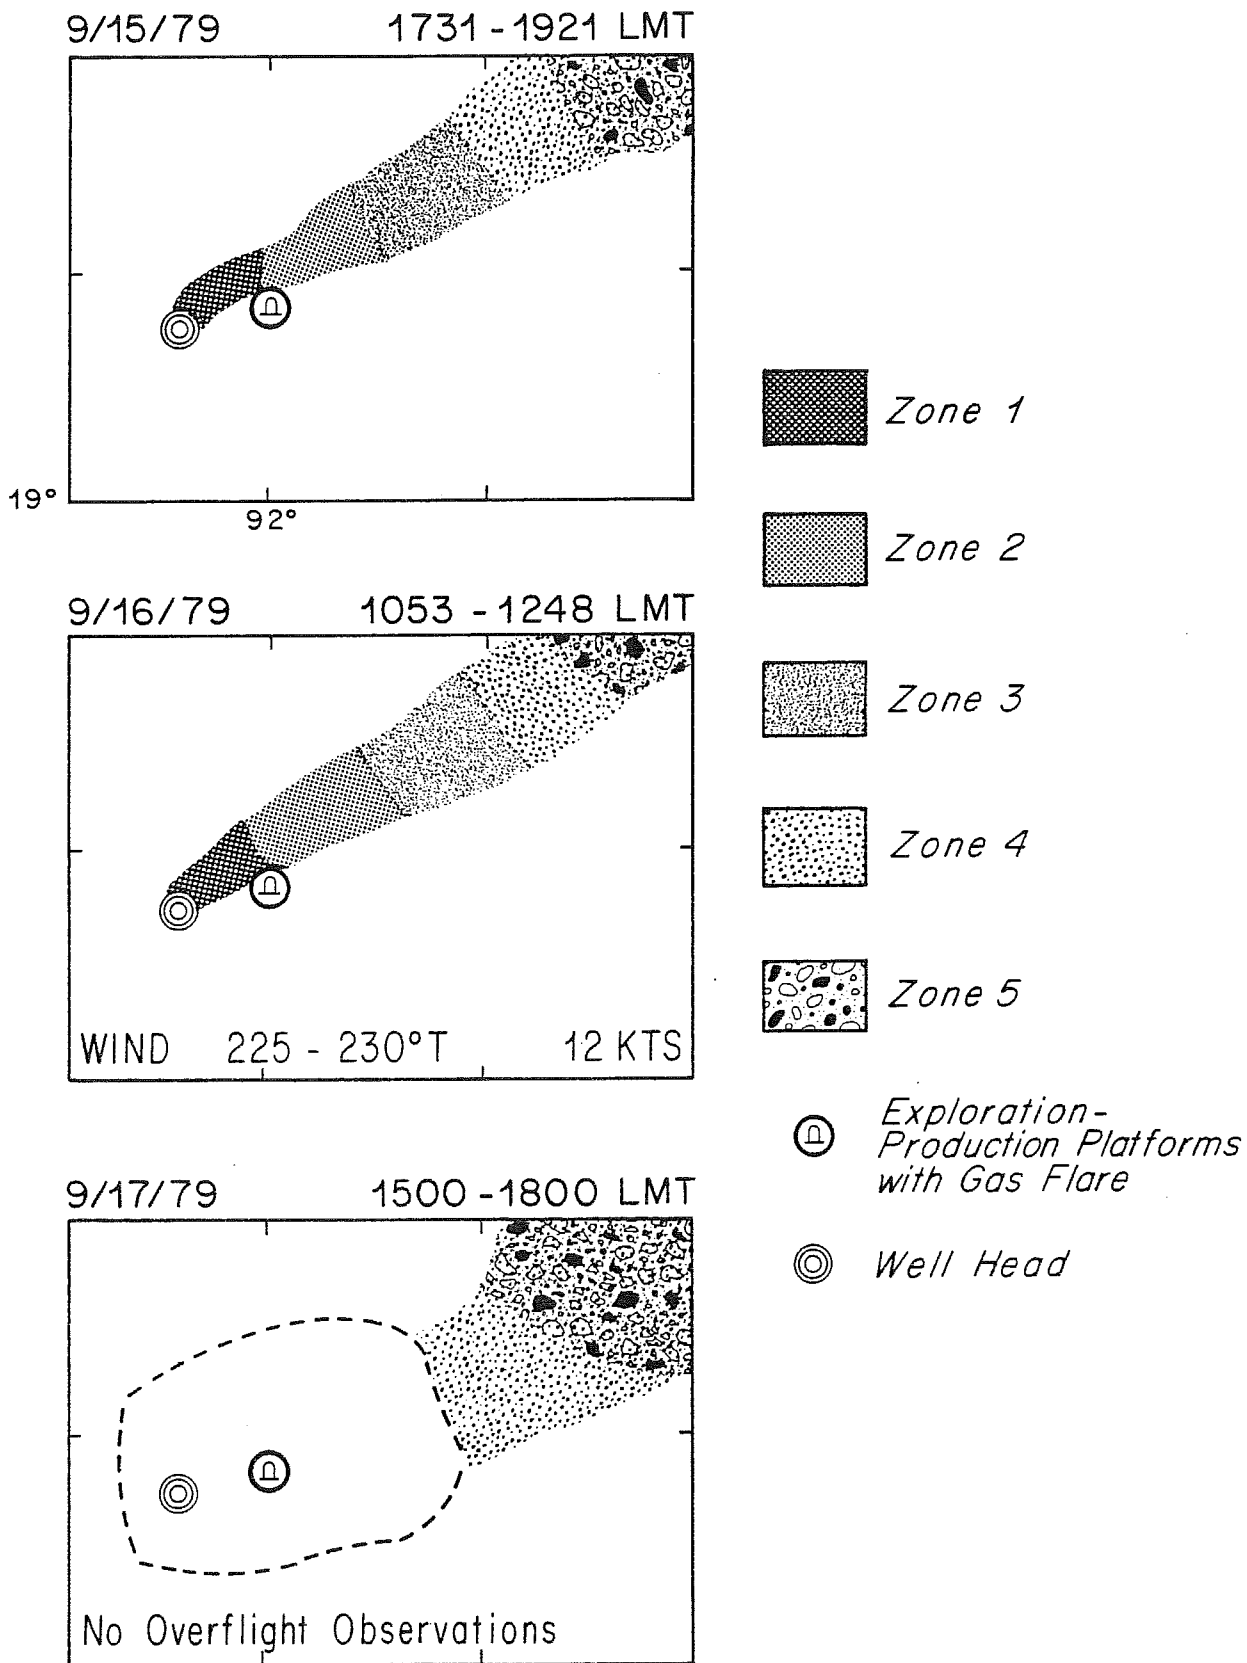 9/15/79 1731 - 1921 LMT
19°
92°
9/16/79 1053 - 1248 LMT
WIND 225 - 230°T 12 KTS
9/17/79 1500 - 1800 LMT
No Overflight Observations
Zone 1
Zone 2
Zone 3
Zone 4
Zone 5
Exploration-
Production Platforms
with Gas Flare
Well Head